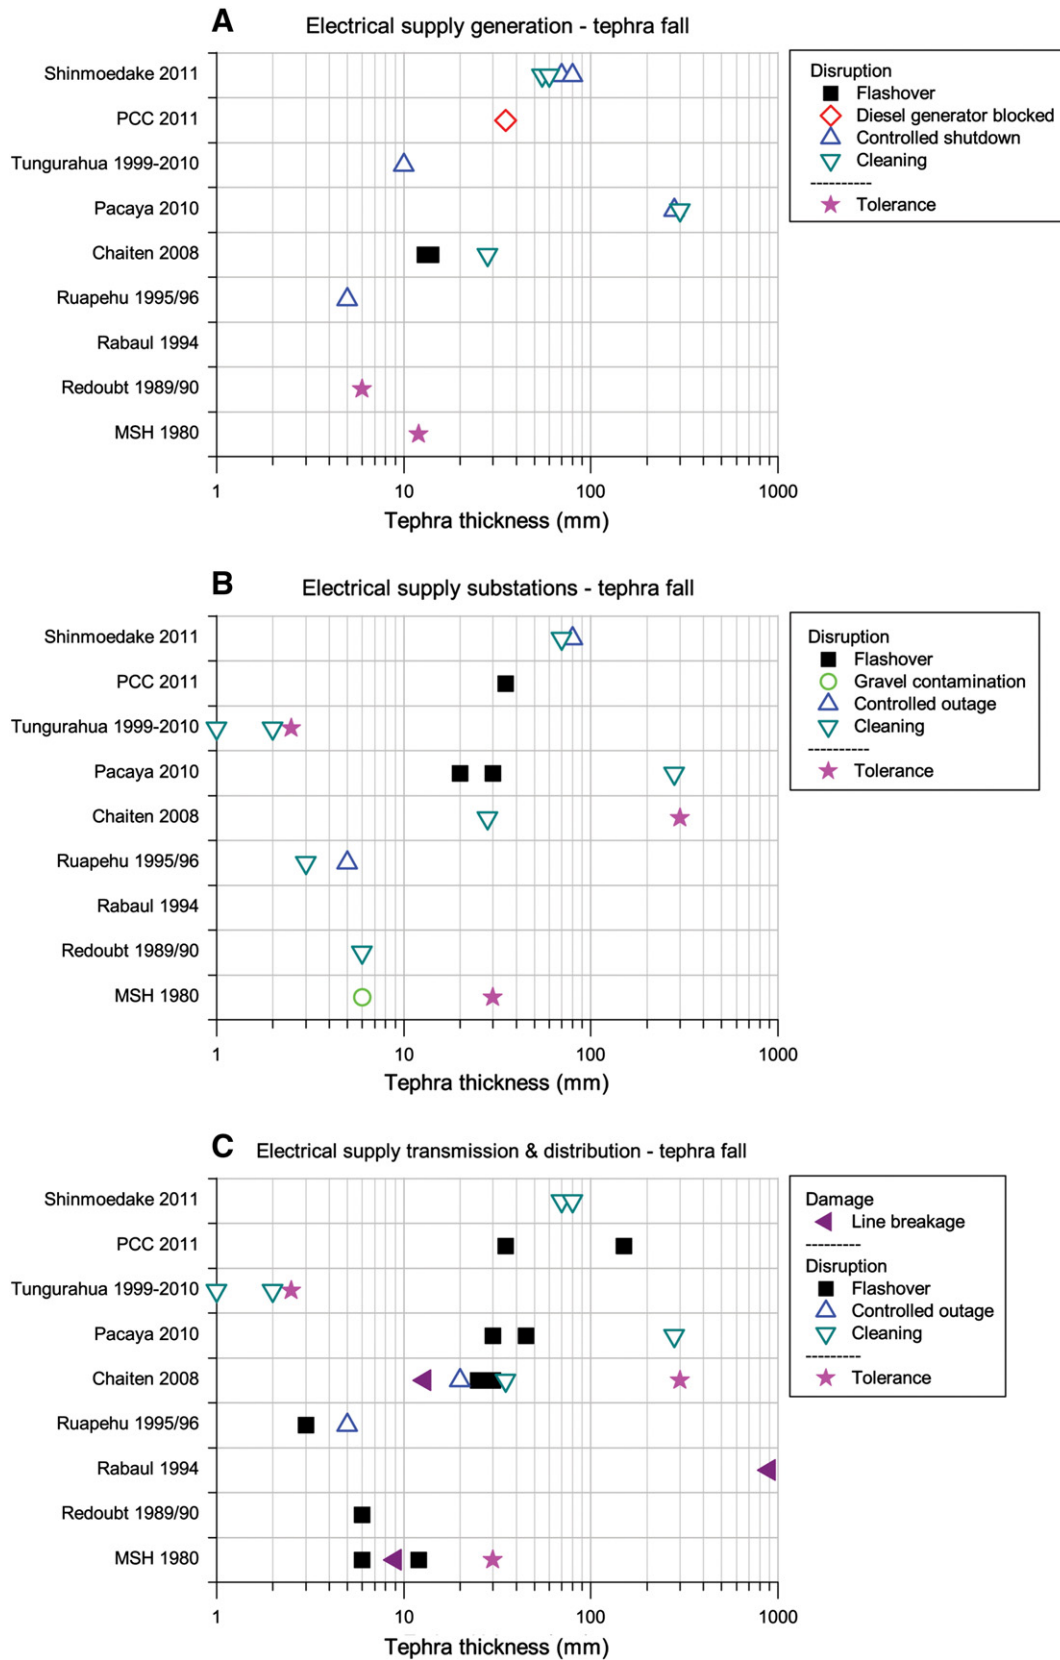 A
Electrical supply generation - tephra fall
Shinmoedake 2011
PCC 2011
Tungurahua 1999-2010
Pacaya 2010
Chaiten 2008
Ruapehu 1995/96
Rabaul 1994
Redoubt 1989/90
MSH 1980
1 10 100 1000
Tephra thickness (mm)
Disruption
Flashover
Diesel generator blocked
Controlled shutdown
Cleaning
----------
Tolerance
B
Electrical supply substations - tephra fall
Shinmoedake 2011
PCC 2011
Tungurahua 1999-2010
Pacaya 2010
Chaiten 2008
Ruapehu 1995/96
Rabaul 1994
Redoubt 1989/90
MSH 1980
1 10 100 1000
Tephra thickness (mm)
Disruption
Flashover
Gravel contamination
Controlled outage
Cleaning
----------
Tolerance
C
Electrical supply transmission & distribution - tephra fall
Shinmoedake 2011
PCC 2011
Tungurahua 1999-2010
Pacaya 2010
Chaiten 2008
Ruapehu 1995/96
Rabaul 1994
Redoubt 1989/90
MSH 1980
1 10 100 1000
Tephra thickness (mm)
Damage
Line breakage
---------
Disruption
Flashover
Controlled outage
Cleaning
---------
Tolerance